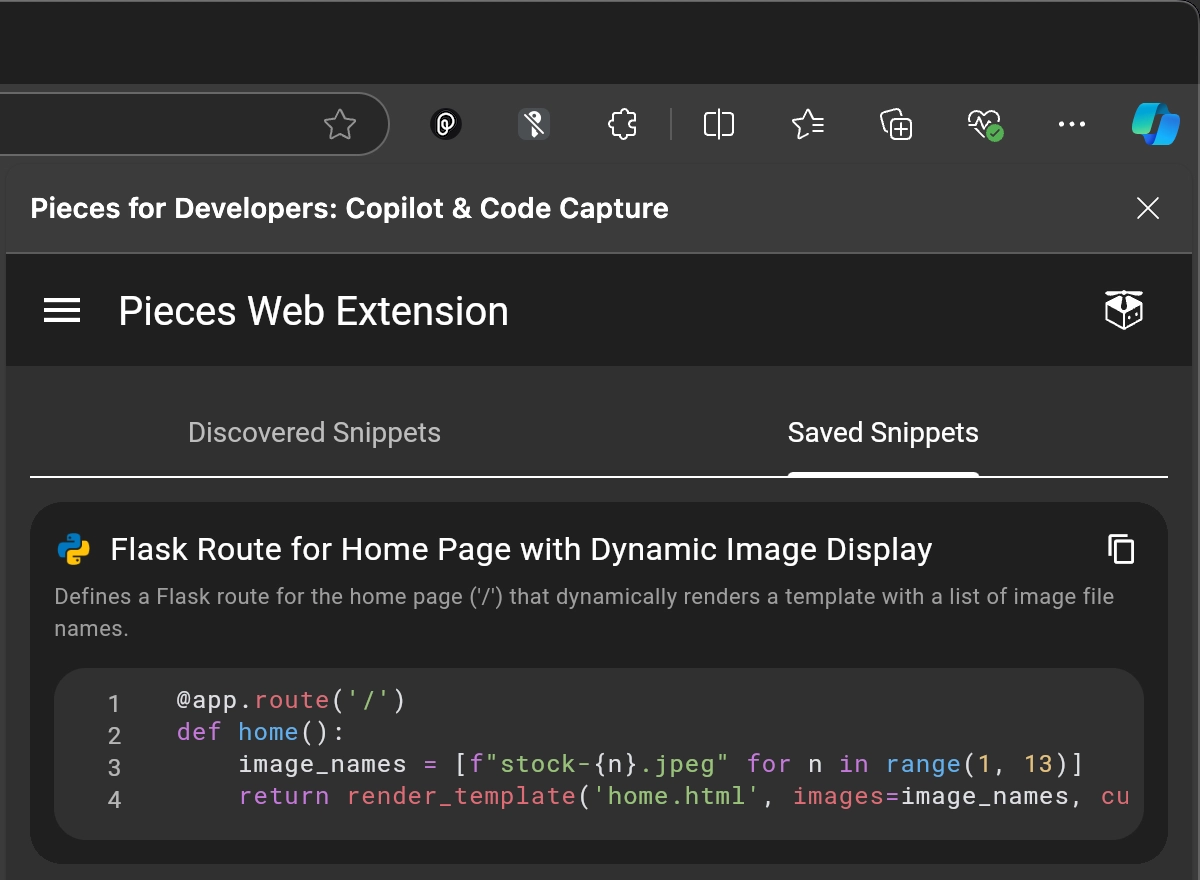 Pieces for Developers: Copilot & Code Capture
Pieces Web Extension
Discovered Snippets
Saved Snippets
Flask Route for Home Page with Dynamic Image Display
Defines a Flask route for the home page ('/') that dynamically renders a template with a list of image file
names.
1 @app.route('/')
2 def home():
3     image_names = [f"stock-{n}.jpeg" for n in range(1, 13)]
4     return render_template('home.html', images=image_names, cu